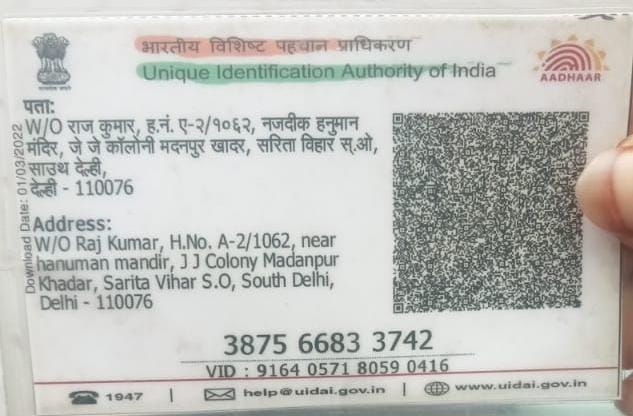 भारतीय विशिष्ट पहचान प्राधिकरण
Unique Identification Authority of India
AADHAAR
पता:
W/O राज कुमार, ह.नं. ए-२/१०६२, नजदीक हनुमान
मंदिर, जे जे कॉलोनी मदनपुर खादर, सरिता विहार स्.ओ,
साउथ देल्ही,
देल्ही - 110076
Download Date: 01/03/2022
Address:
W/O Raj Kumar, H.No. A-2/1062, near
hanuman mandir, J J Colony Madanpur
Khadar, Sarita Vihar S.O, South Delhi,
Delhi - 110076
3875 6683 3742
VID : 9164 0571 8059 0416
1947 | help@uidai.gov.in | www.uidai.gov.in